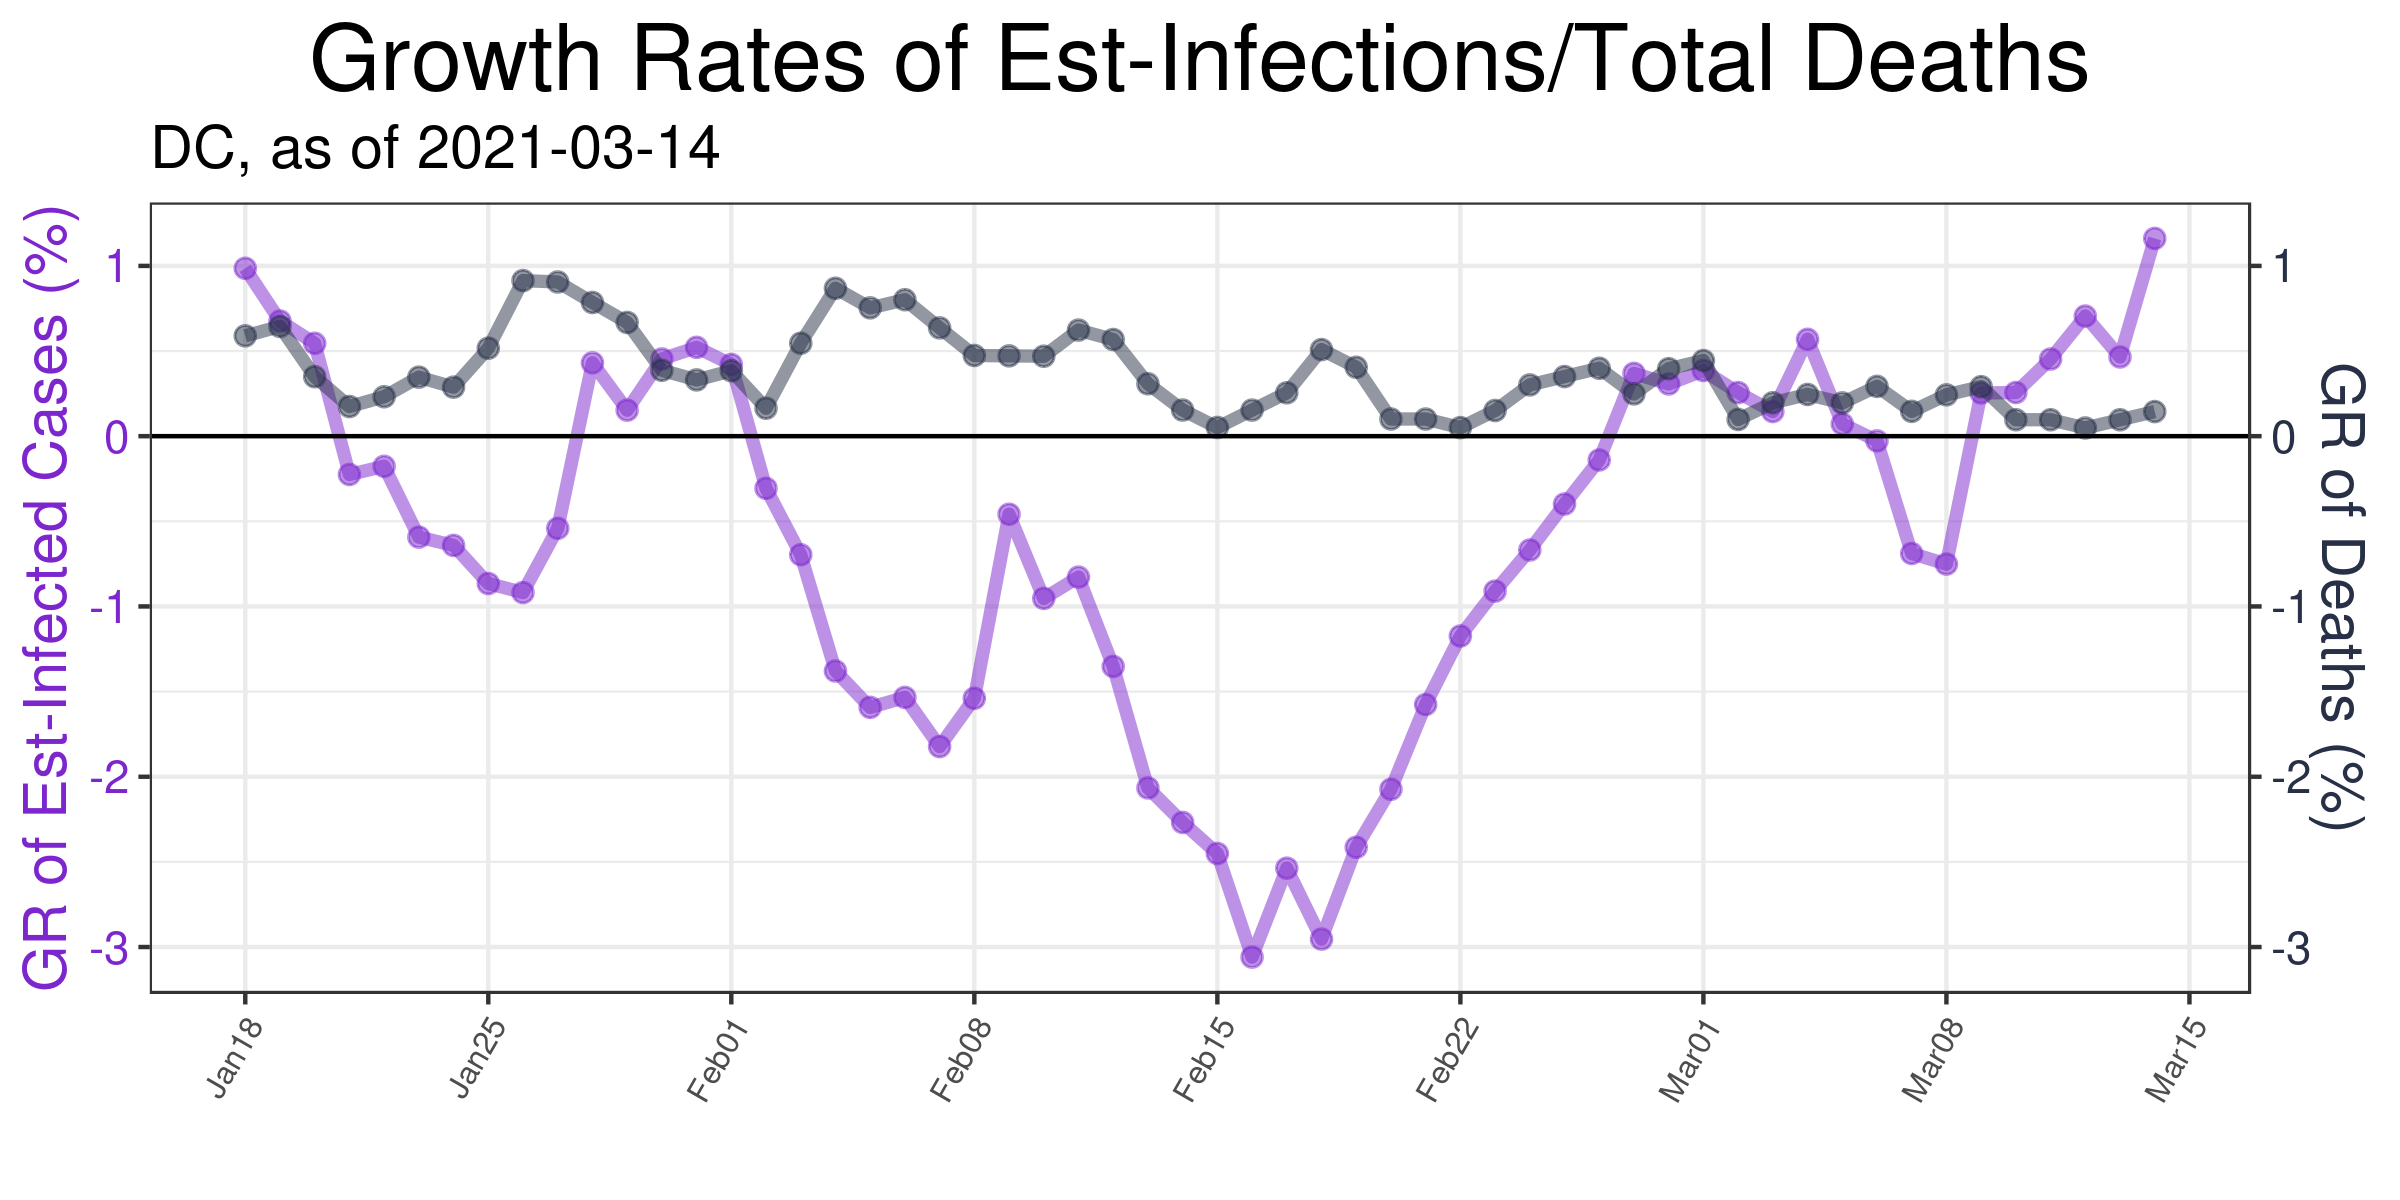 Growth Rates of Est-Infections/Total Deaths
DC, as of 2021-03-14
GR of Est-Infected Cases (%)
1
0
-1
-2
-3
1
0
-1
-2
-3
GR of Deaths (%)
Jan18
Jan25
Feb01
Feb08
Feb15
Feb22
Mar01
Mar08
Mar15